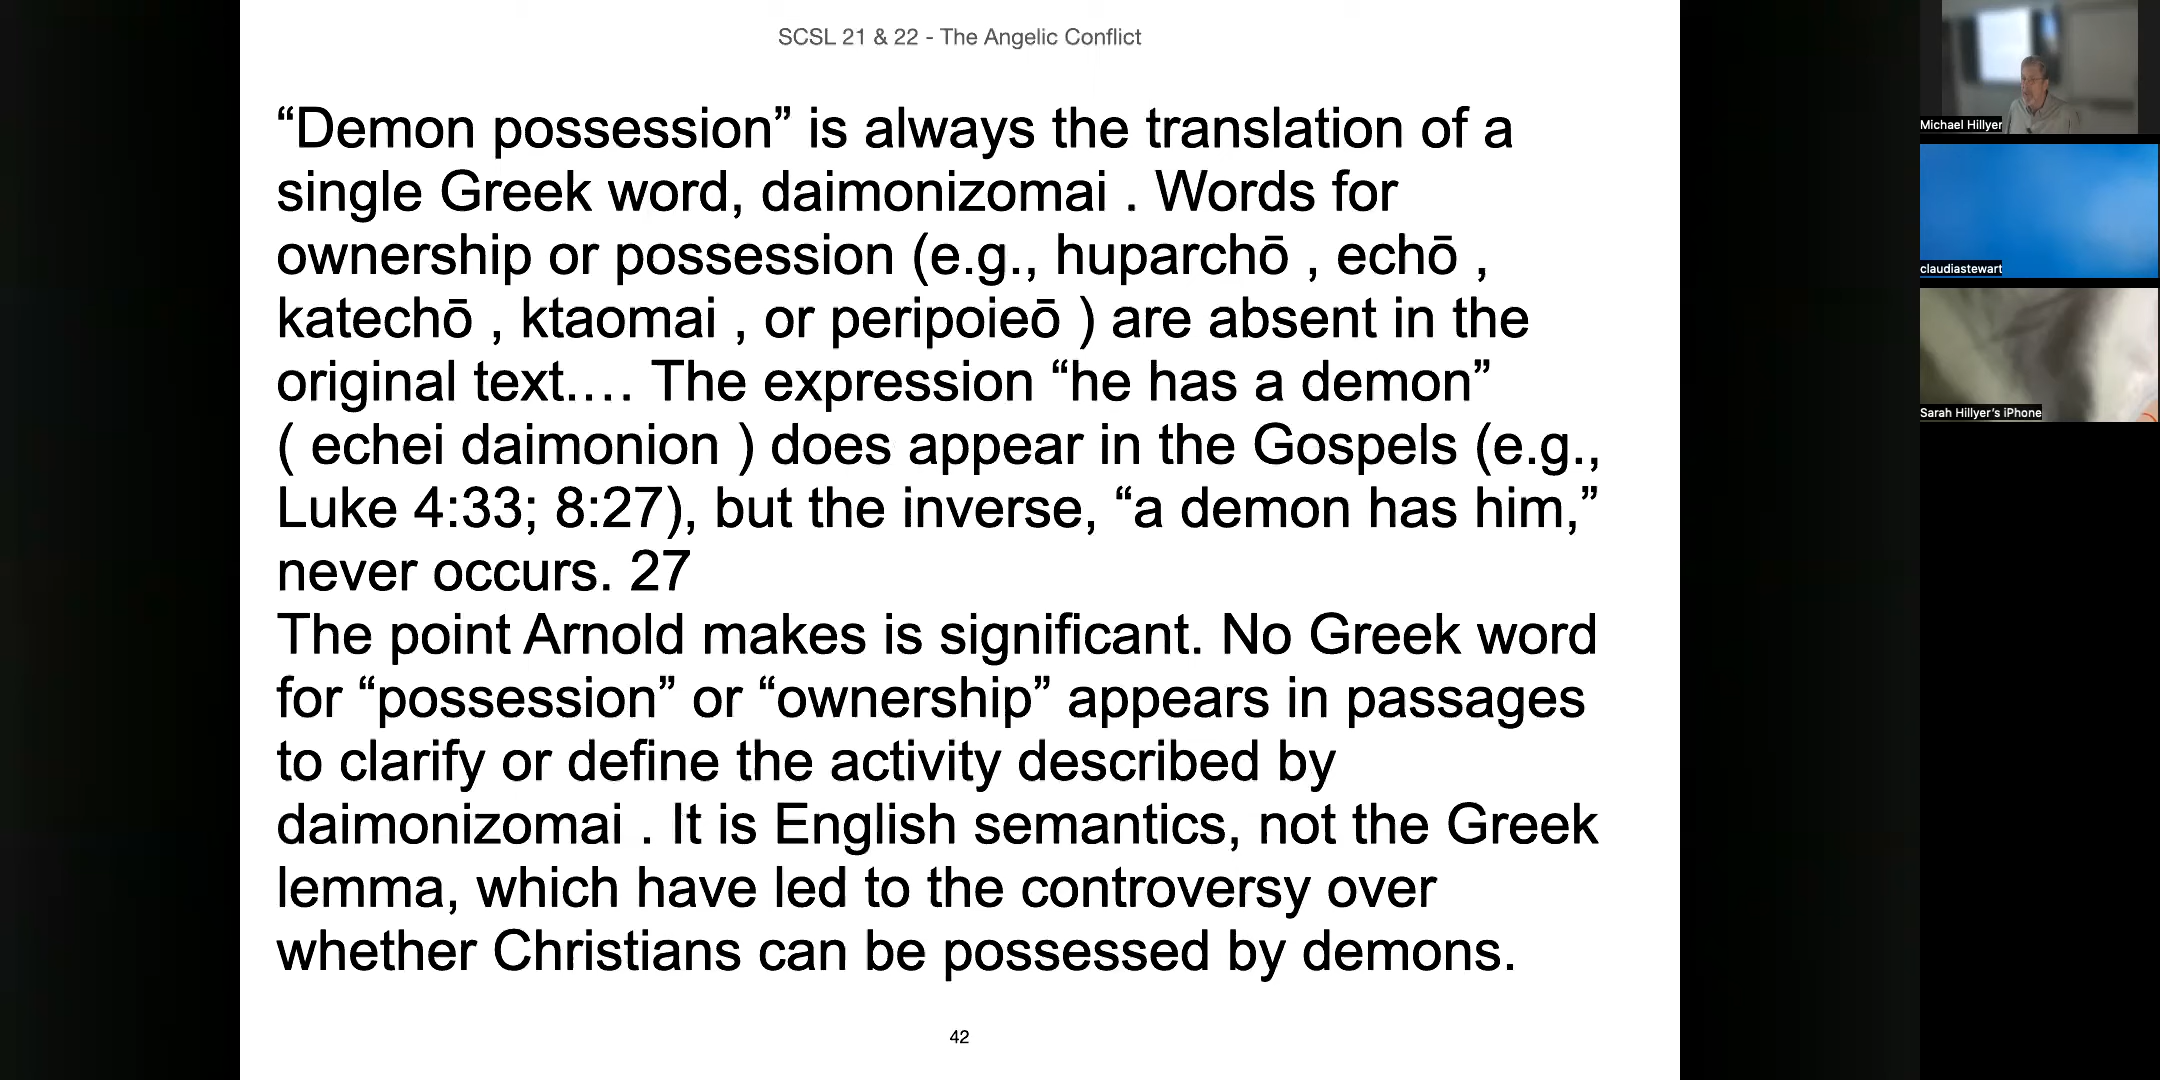 SCSL 21 & 22 - The Angelic Conflict
“Demon possession” is always the translation of a
single Greek word, daimonizomai . Words for
ownership or possession (e.g., huparchō , echō ,
katechō , ktaomai , or peripoieō ) are absent in the
original text.… The expression “he has a demon”
( echei daimonion ) does appear in the Gospels (e.g.,
Luke 4:33; 8:27), but the inverse, “a demon has him,”
never occurs. 27
The point Arnold makes is significant. No Greek word
for “possession” or “ownership” appears in passages
to clarify or define the activity described by
daimonizomai . It is English semantics, not the Greek
lemma, which have led to the controversy over
whether Christians can be possessed by demons.
42
Michael Hillyer
claudiastewart
Sarah Hillyer’s iPhone